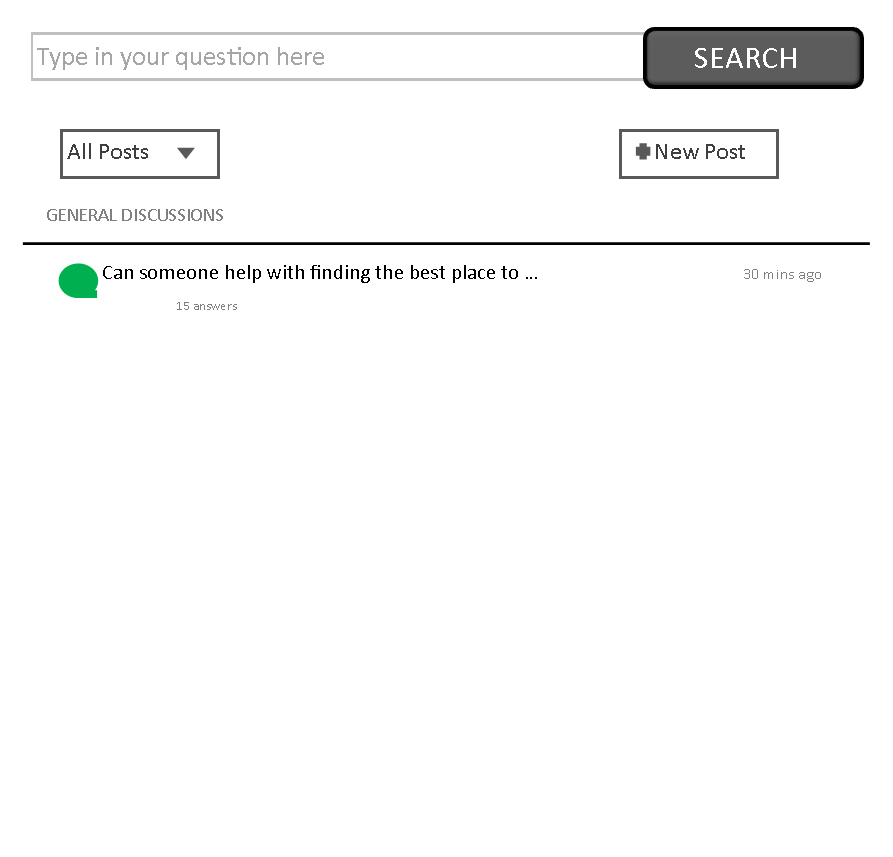 Type in your question here
SEARCH
All Posts
New Post
GENERAL DISCUSSIONS
Can someone help with finding the best place to ...
30 mins ago
15 answers